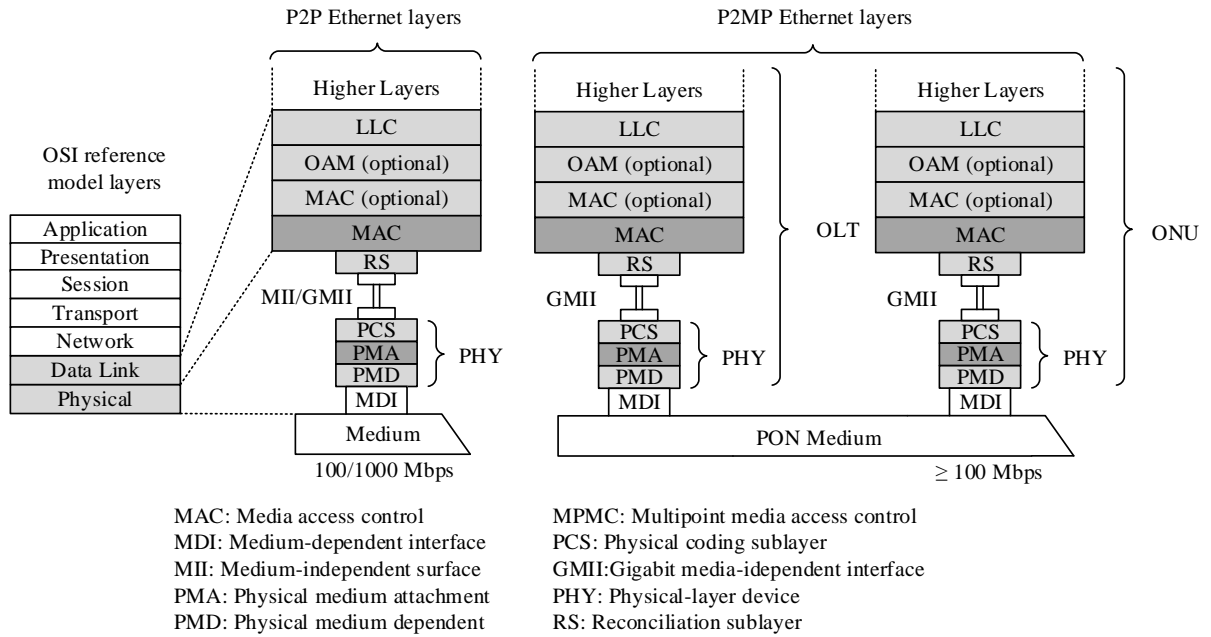 P2P Ethernet layers
P2MP Ethernet layers
Higher Layers
LLC
OAM (optional)
MAC (optional)
MAC
RS
MII/GMII
PCS
PMA
PMD
PHY
MDI
Medium
100/1000 Mbps
OSI reference
model layers
Application
Presentation
Session
Transport
Network
Data Link
Physical
Higher Layers
LLC
OAM (optional)
MAC (optional)
MAC
RS
GMII
PCS
PMA
PMD
PHY
MDI
OLT
Higher Layers
LLC
OAM (optional)
MAC (optional)
MAC
RS
GMII
PCS
PMA
PMD
PHY
MDI
ONU
PON Medium
≥ 100 Mbps
MAC: Media access control
MDI: Medium-dependent interface
MII: Medium-independent surface
PMA: Physical medium attachment
PMD: Physical medium dependent
MPMC: Multipoint media access control
PCS: Physical coding sublayer
GMII:Gigabit media-idependent interface
PHY: Physical-layer device
RS: Reconciliation sublayer